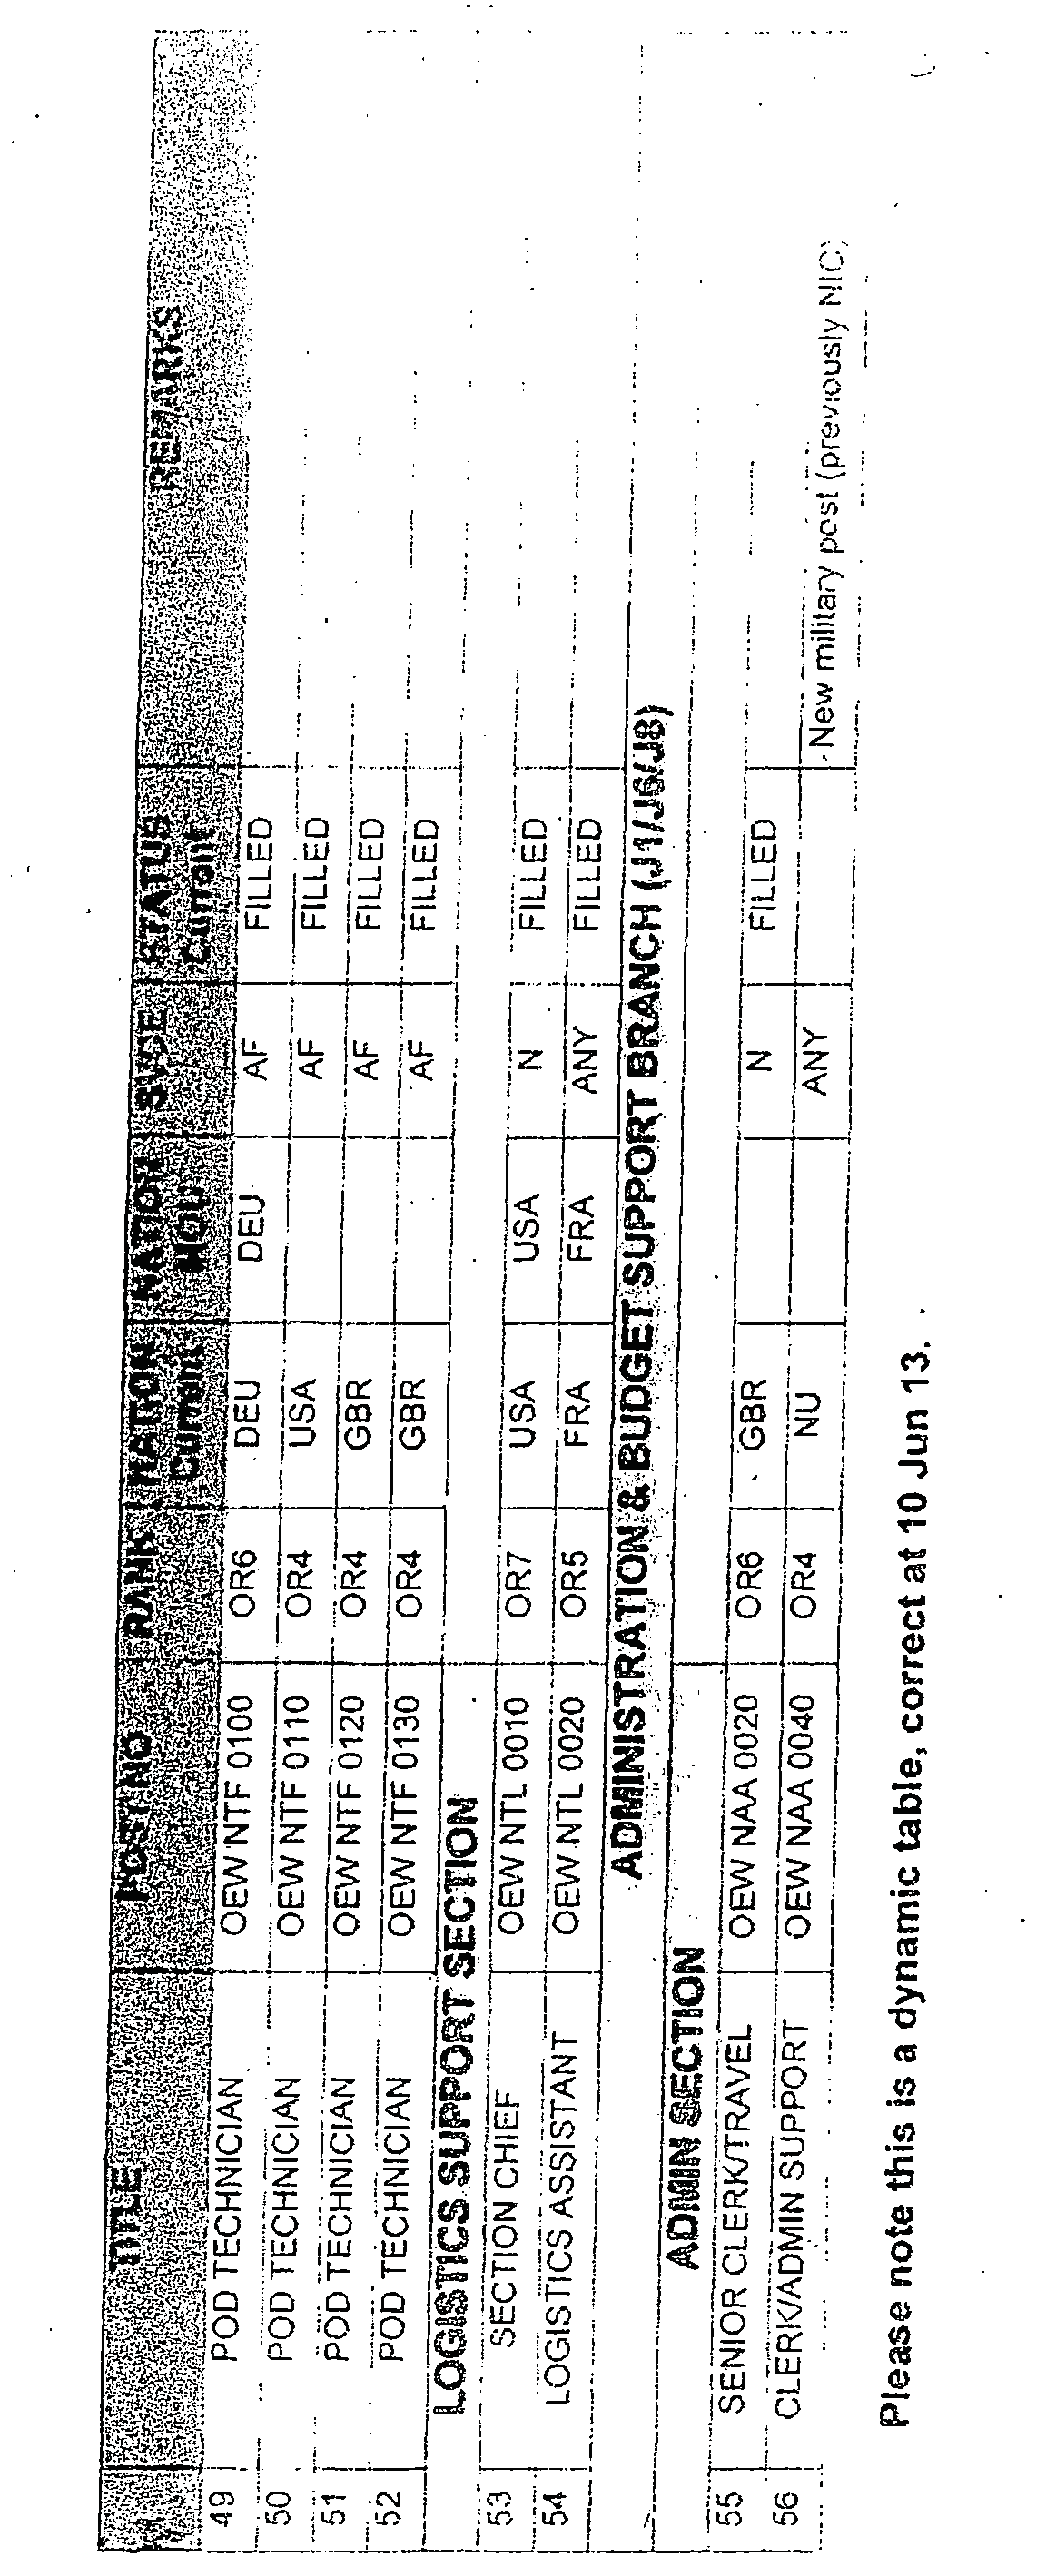 TITLE POST NO RANK NATION Current NATION MOU SVCE STATUS Current REMARKS
49 POD TECHNICIAN OEW NTF 0100 OR6 DEU DEU AF FILLED
50 POD TECHNICIAN OEW NTF 0110 OR4 USA AF FILLED
51 POD TECHNICIAN OEW NTF 0120 OR4 GBR AF FILLED
52 POD TECHNICIAN OEW NTF 0130 OR4 GBR AF FILLED
LOGISTICS SUPPORT SECTION
53 SECTION CHIEF OEW NTL 0010 OR7 USA USA N FILLED
54 LOGISTICS ASSISTANT OEW NTL 0020 OR5 FRA FRA ANY FILLED
ADMINISTRATION & BUDGET SUPPORT BRANCH (J1/J6/J8)
ADMIN SECTION
55 SENIOR CLERK/TRAVEL OEW NAA 0020 OR6 GBR N FILLED
56 CLERK/ADMIN SUPPORT OEW NAA 0040 OR4 NU ANY New military post (previously NIC)
Please note this is a dynamic table, correct at 10 Jun 13.